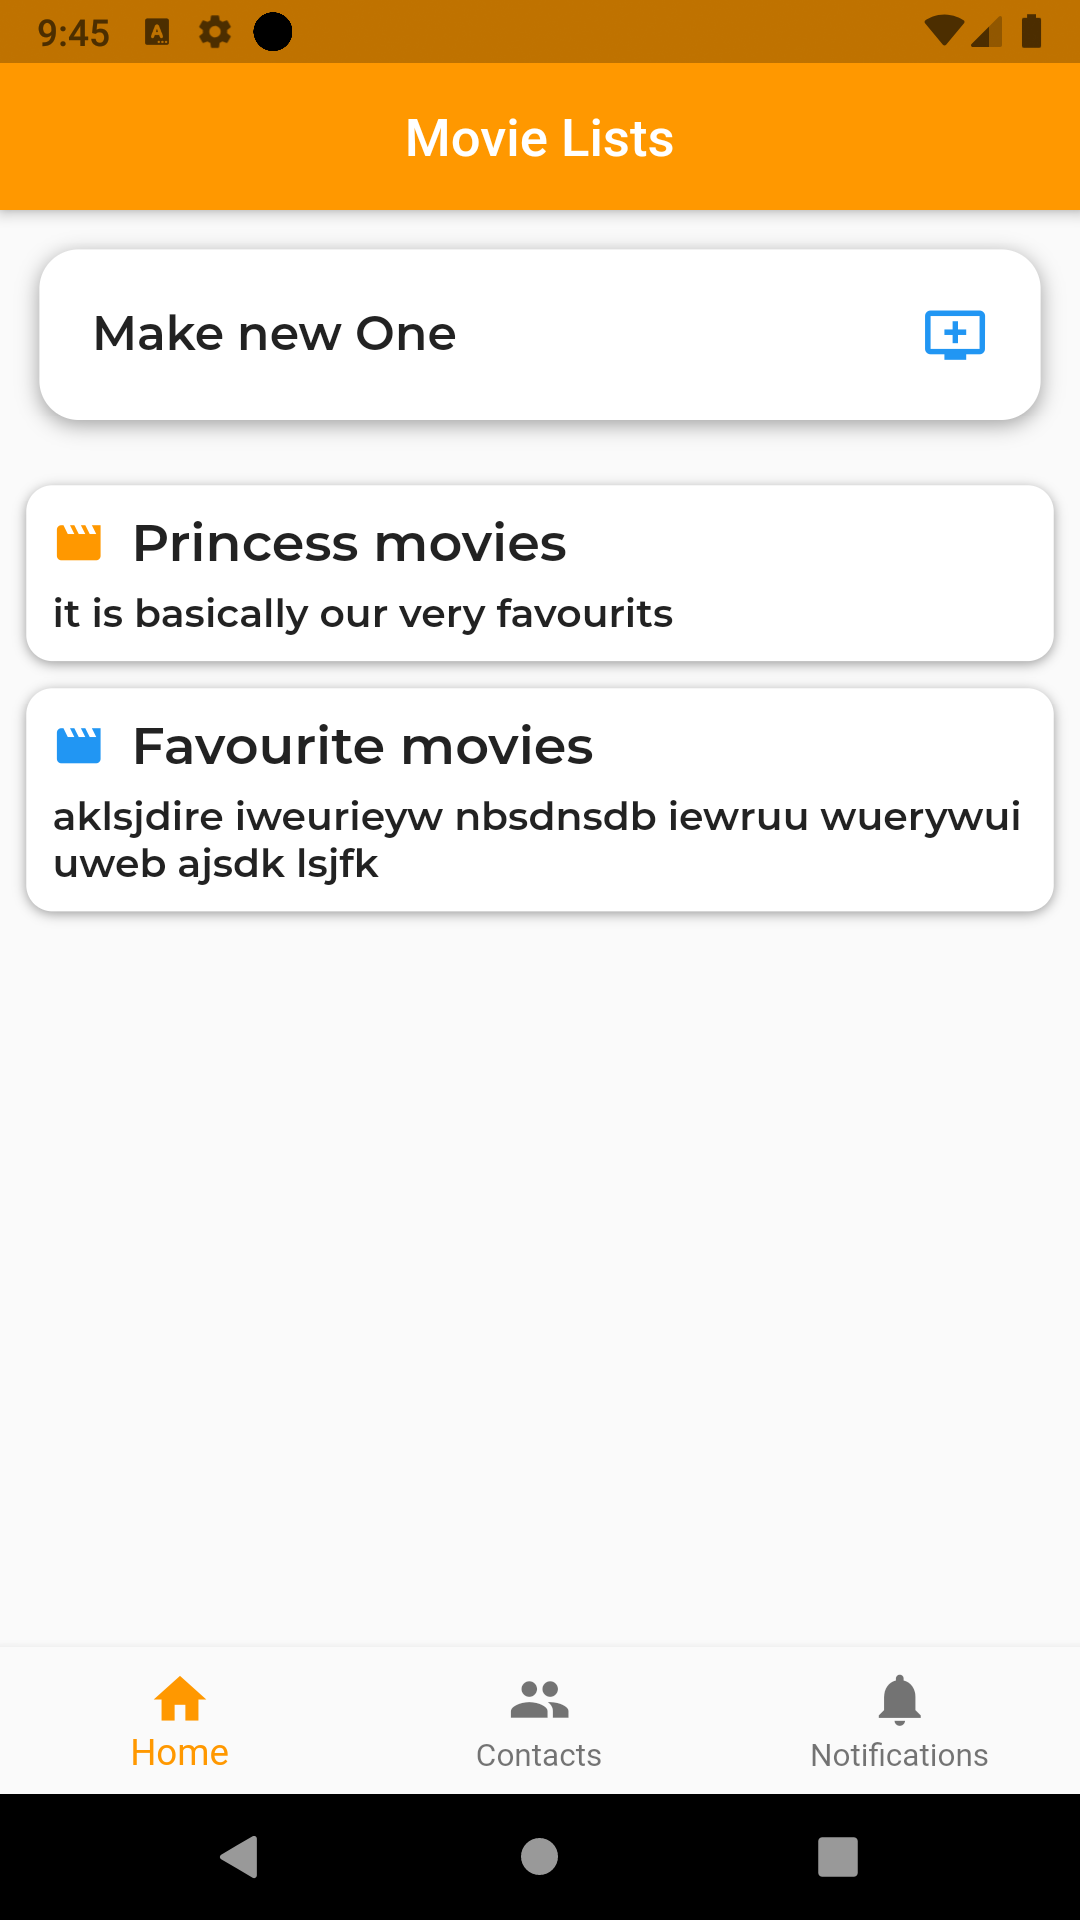 9:45
Movie Lists
Make new One
Princess movies
it is basically our very favourits
Favourite movies
aklsjdire iweurieyw nbsdnsdb iewruu wuerywui
uweb ajsdk lsjfk
Home
Contacts
Notifications